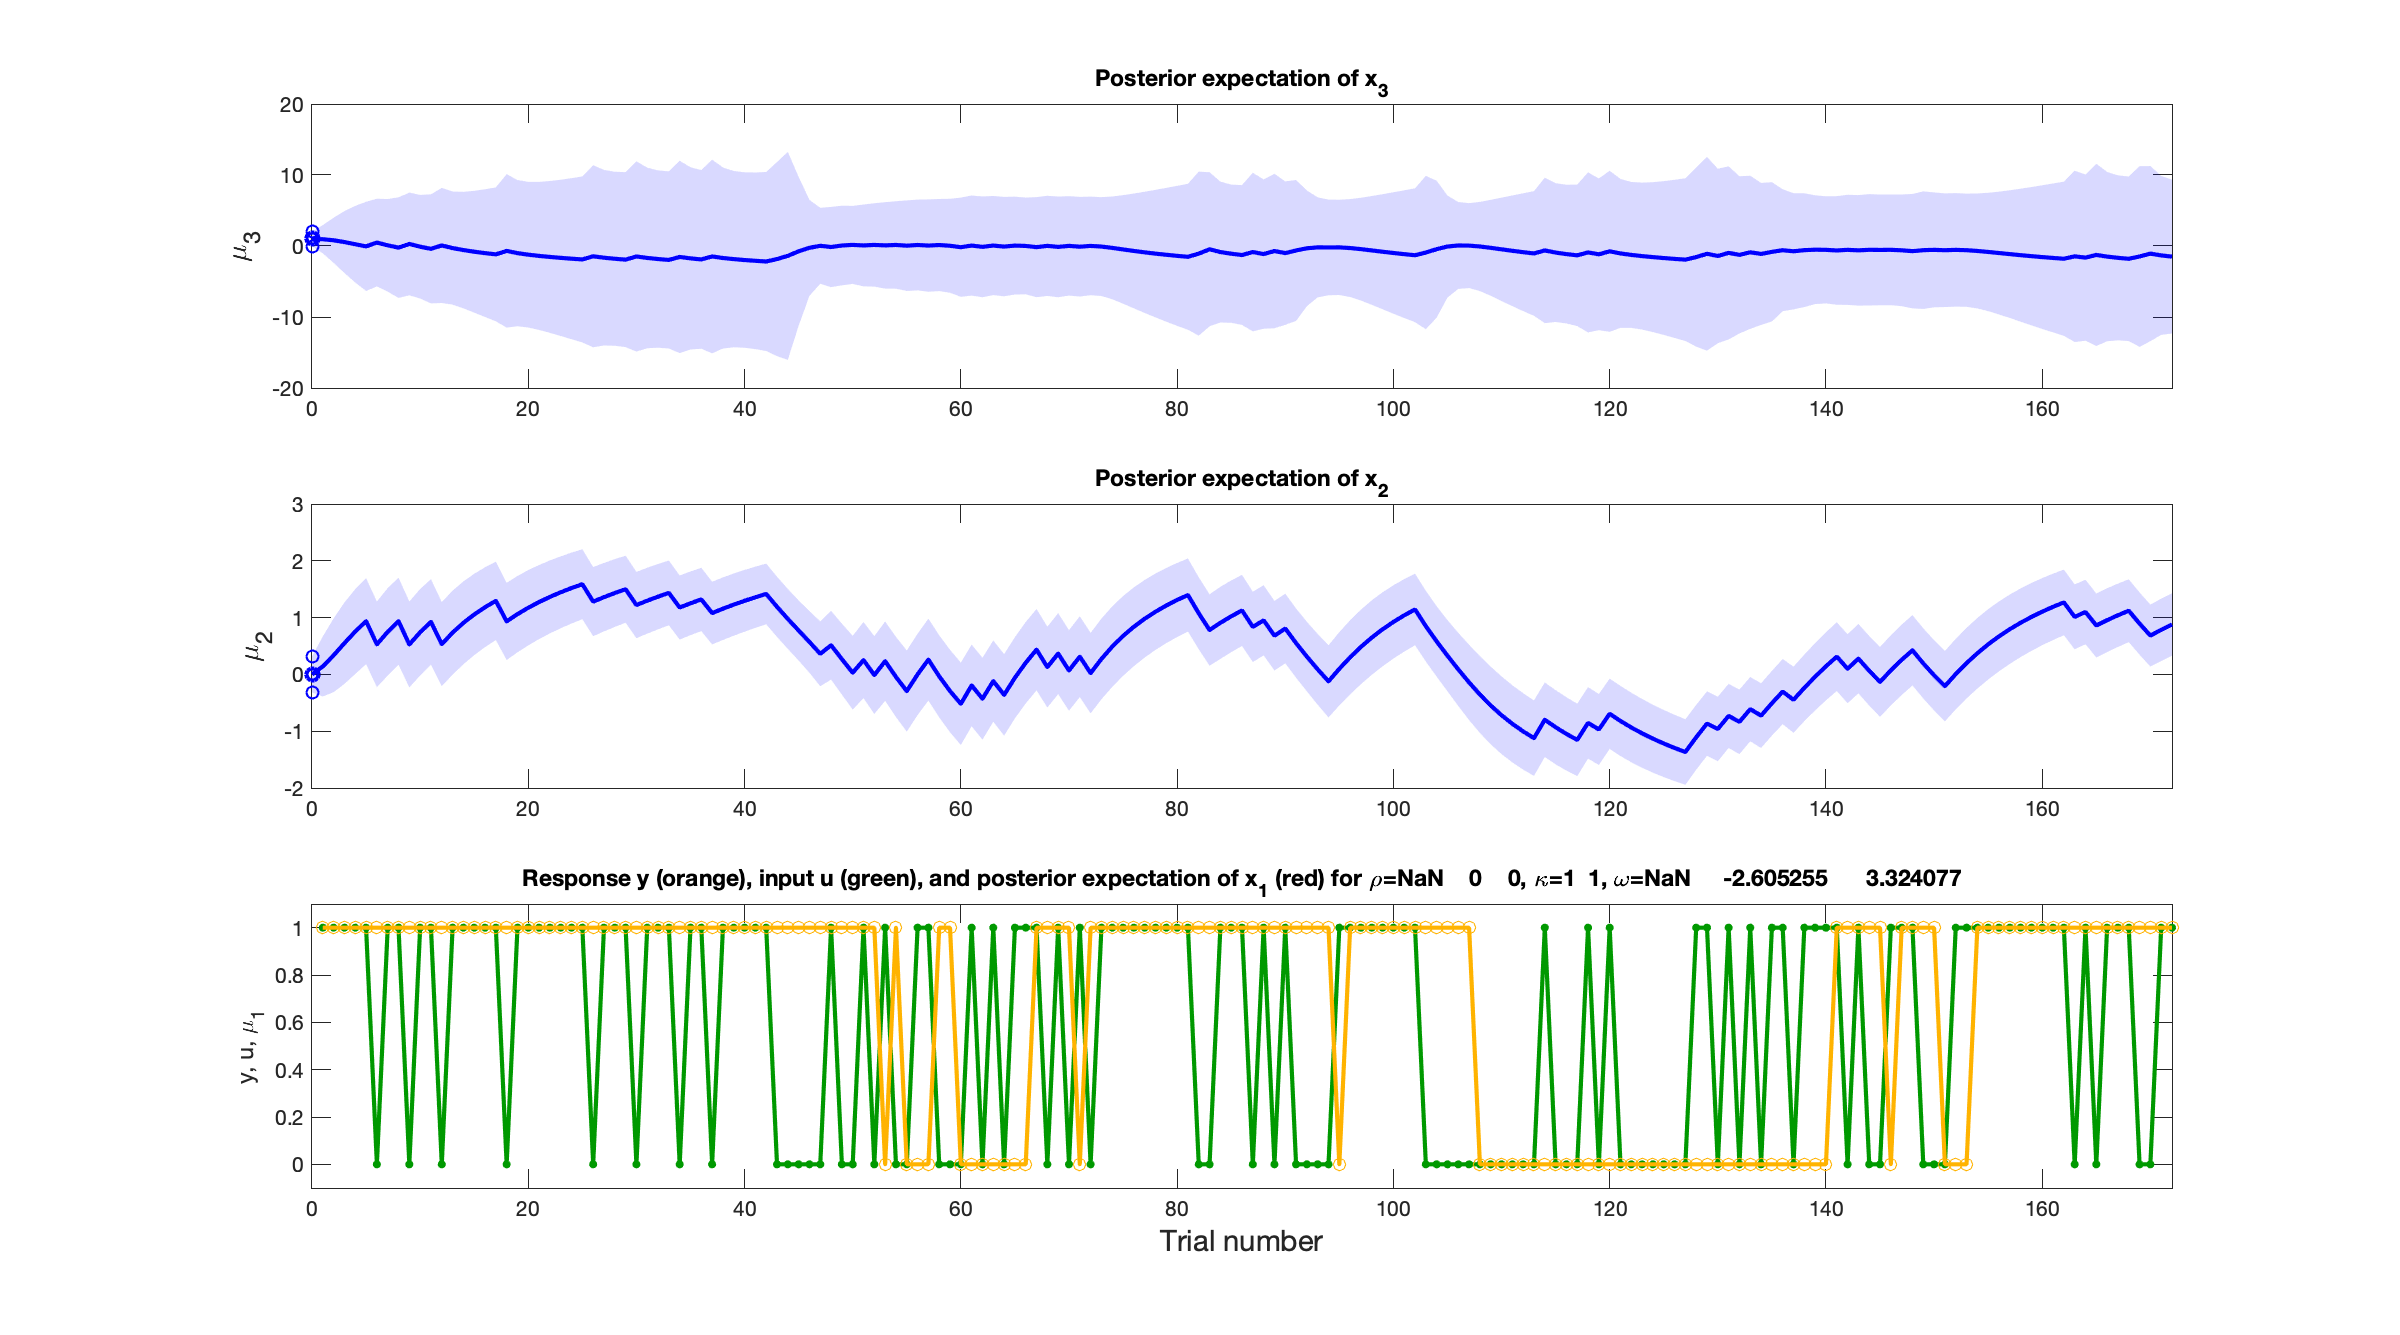 Posterior expectation of x3
20
10
0
-10
-20
μ3
0 20 40 60 80 100 120 140 160
Posterior expectation of x2
3
2
1
0
-1
-2
μ2
0 20 40 60 80 100 120 140 160
Response y (orange), input u (green), and posterior expectation of x1 (red) for ρ=NaN 0 0, κ=1 1, ω=NaN -2.605255 3.324077
1
0.8
0.6
0.4
0.2
0
y, u, μ1
0 20 40 60 80 100 120 140 160
Trial number